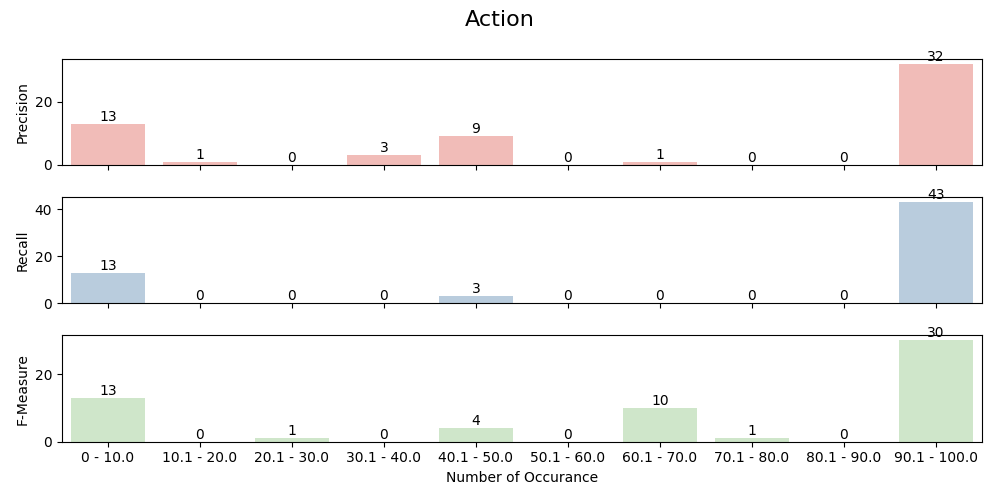 Action
Precision
20
0
13
1
0
3
9
0
1
0
0
32
Recall
40
20
0
13
0
0
0
3
0
0
0
0
43
F-Measure
20
0
13
0
1
0
4
0
10
1
0
30
0 - 10.0
10.1 - 20.0
20.1 - 30.0
30.1 - 40.0
40.1 - 50.0
50.1 - 60.0
60.1 - 70.0
70.1 - 80.0
80.1 - 90.0
90.1 - 100.0
Number of Occurance